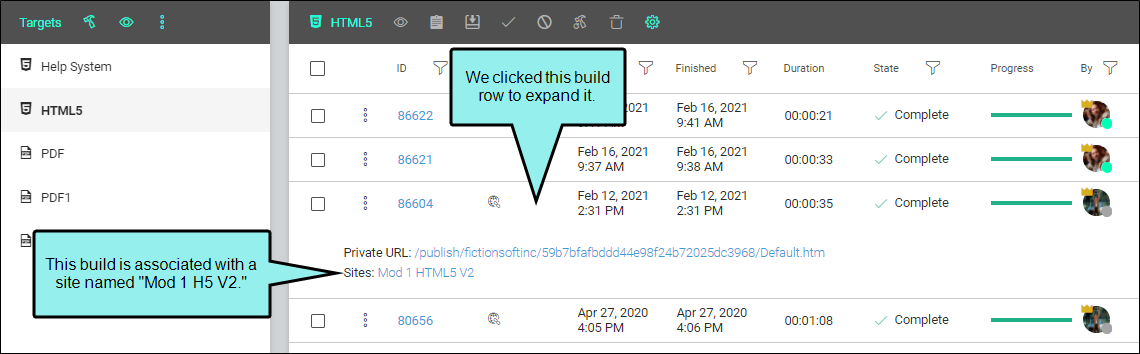 Targets
HTML5
Help System
HTML5
PDF
PDF1
ID
Finished
Duration
State
Progress
By
We clicked this build
row to expand it.
86622
Feb 16, 2021
9:41 AM
00:00:21
Complete
86621
Feb 16, 2021
9:37 AM
Feb 16, 2021
9:38 AM
00:00:33
Complete
86604
Feb 12, 2021
2:31 PM
Feb 12, 2021
2:31 PM
00:00:35
Complete
Private URL: /publish/fictionsoftinc/59b7bfafbddd44e98f24b72025dc3968/Default.htm
Sites: Mod 1 HTML5 V2
This build is associated with a
site named "Mod 1 H5 V2."
80656
Apr 27, 2020
4:05 PM
Apr 27, 2020
4:06 PM
00:01:08
Complete